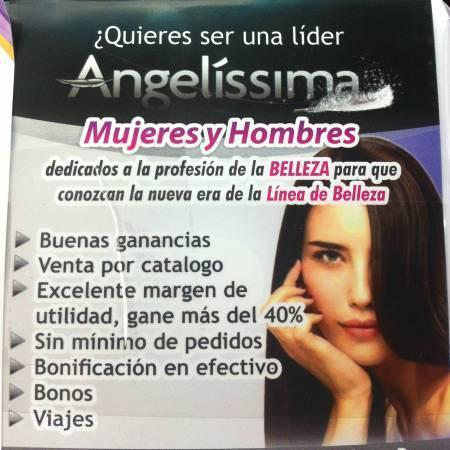 ¿Quieres ser una líder
Angelíssima
Mujeres y Hombres
dedicados a la profesión de la BELLEZA para que
conozcan la nueva era de la Línea de Belleza
Buenas ganancias
Venta por catalogo
Excelente margen de
utilidad, gane más del 40%
Sin mínimo de pedidos
Bonificación en efectivo
Bonos
Viajes